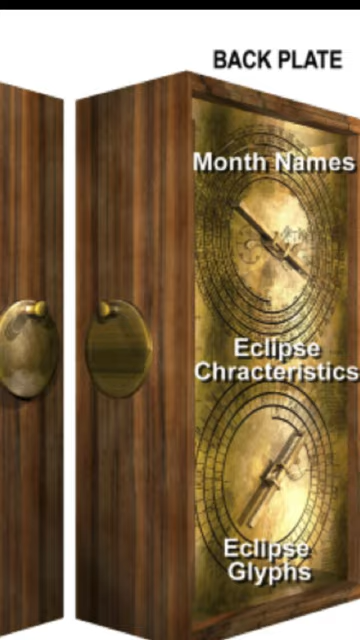 BACK PLATE
Month Names
Eclipse
Chracteristics
Eclipse
Glyphs